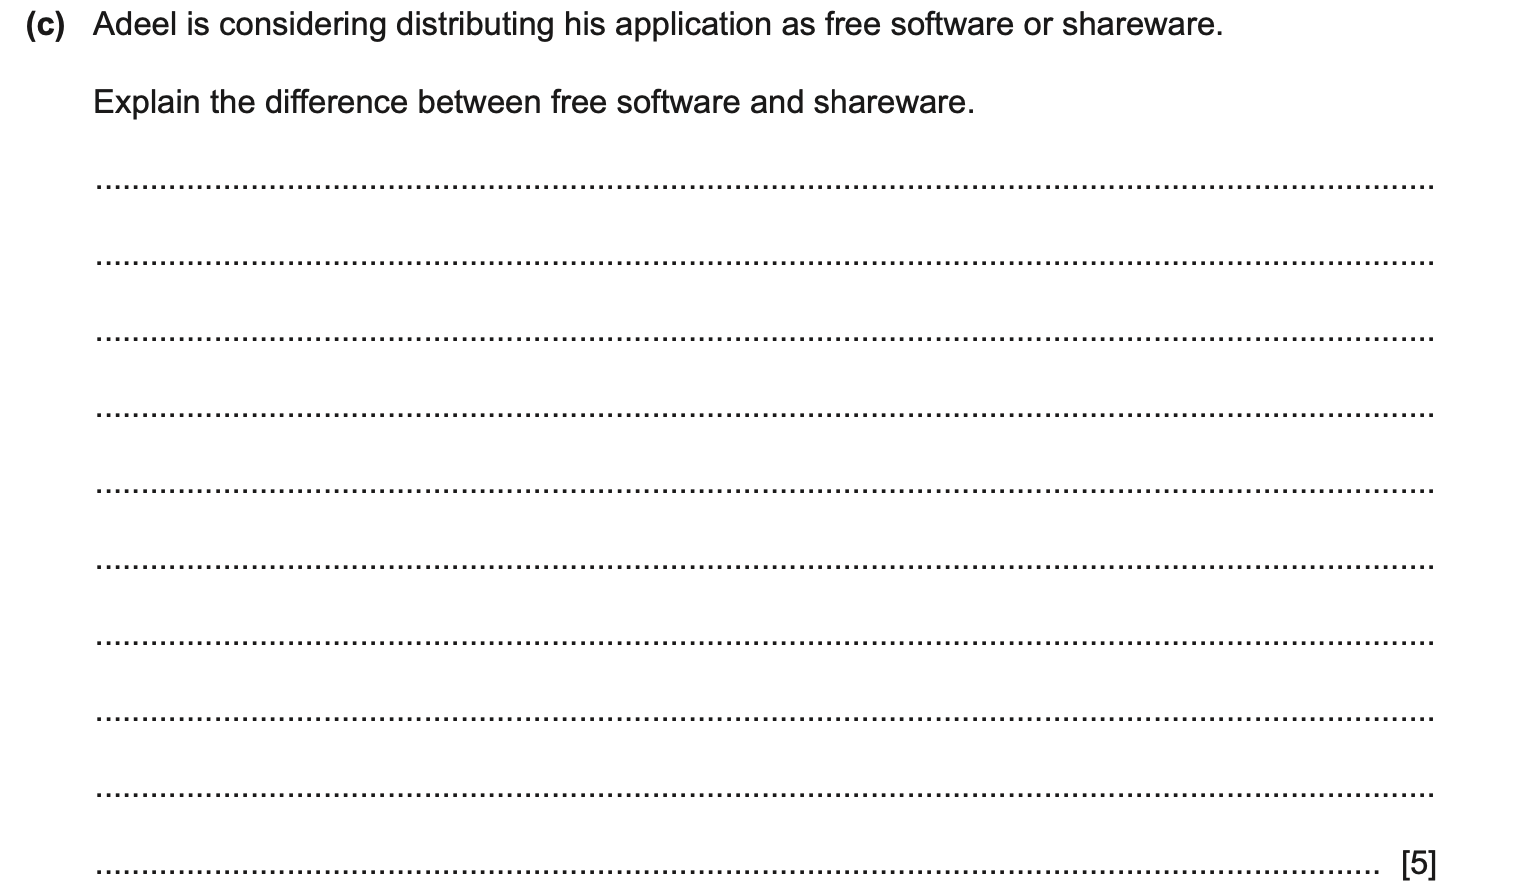 (c) Adeel is considering distributing his application as free software or shareware.
Explain the difference between free software and shareware.
[5]